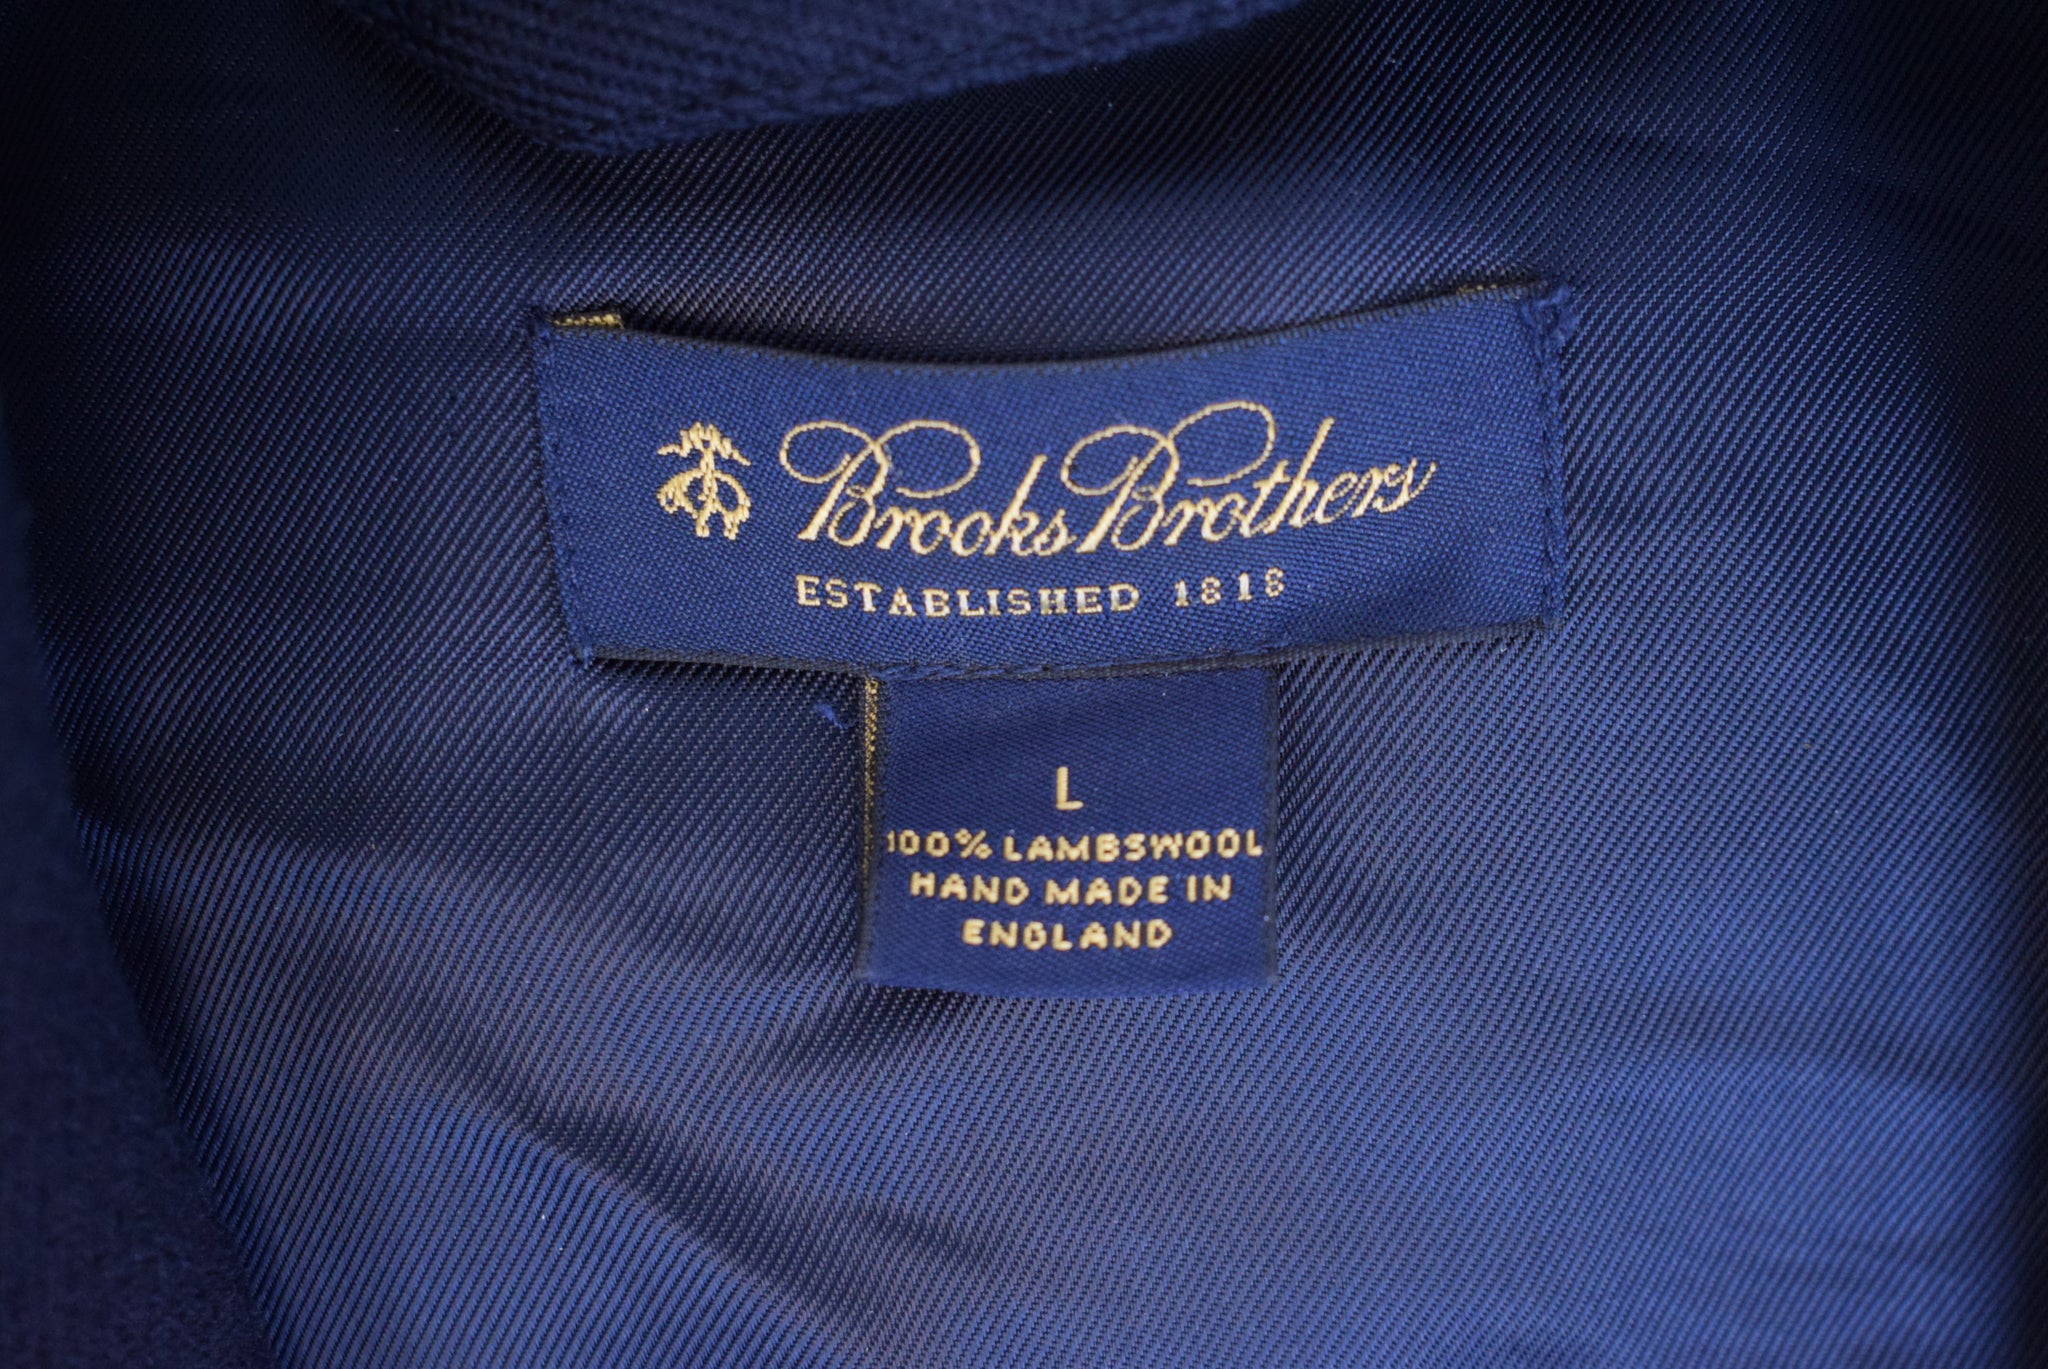 Brooks Brothers
ESTABLISHED 1818
L
100% LAMBSWOOL
HAND MADE IN
ENGLAND